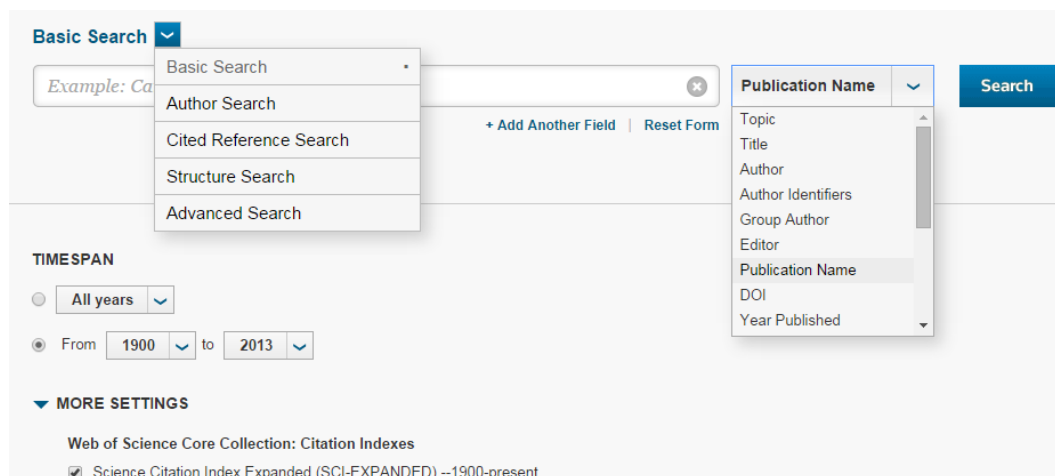 Basic Search
Basic Search
Author Search
Cited Reference Search
Structure Search
Advanced Search
Example: Ca
Publication Name
Search
+ Add Another Field | Reset Form
Topic
Title
Author
Author Identifiers
Group Author
Editor
Publication Name
DOI
Year Published
TIMESPAN
All years
From 1900 to 2013
MORE SETTINGS
Web of Science Core Collection: Citation Indexes
Science Citation Index Expanded (SCI-EXPANDED) --1900-present